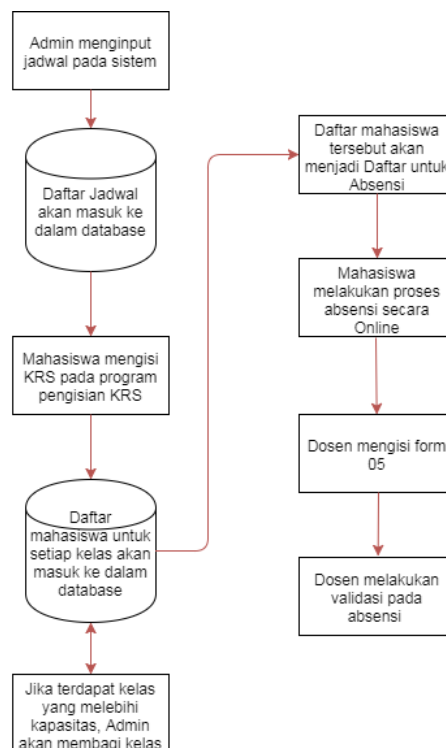 Admin menginput
jadwal pada sistem
Daftar Jadwal
akan masuk ke
dalam database
Mahasiswa mengisi
KRS pada program
pengisian KRS
Daftar
mahasiswa untuk
setiap kelas akan
masuk ke dalam
database
Jika terdapat kelas
yang melebihi
kapasitas, Admin
akan membagi kelas
Daftar mahasiswa
tersebut akan
menjadi Daftar untuk
Absensi
Mahasiswa
melakukan proses
absensi secara
Online
Dosen mengisi form
05
Dosen melakukan
validasi pada
absensi